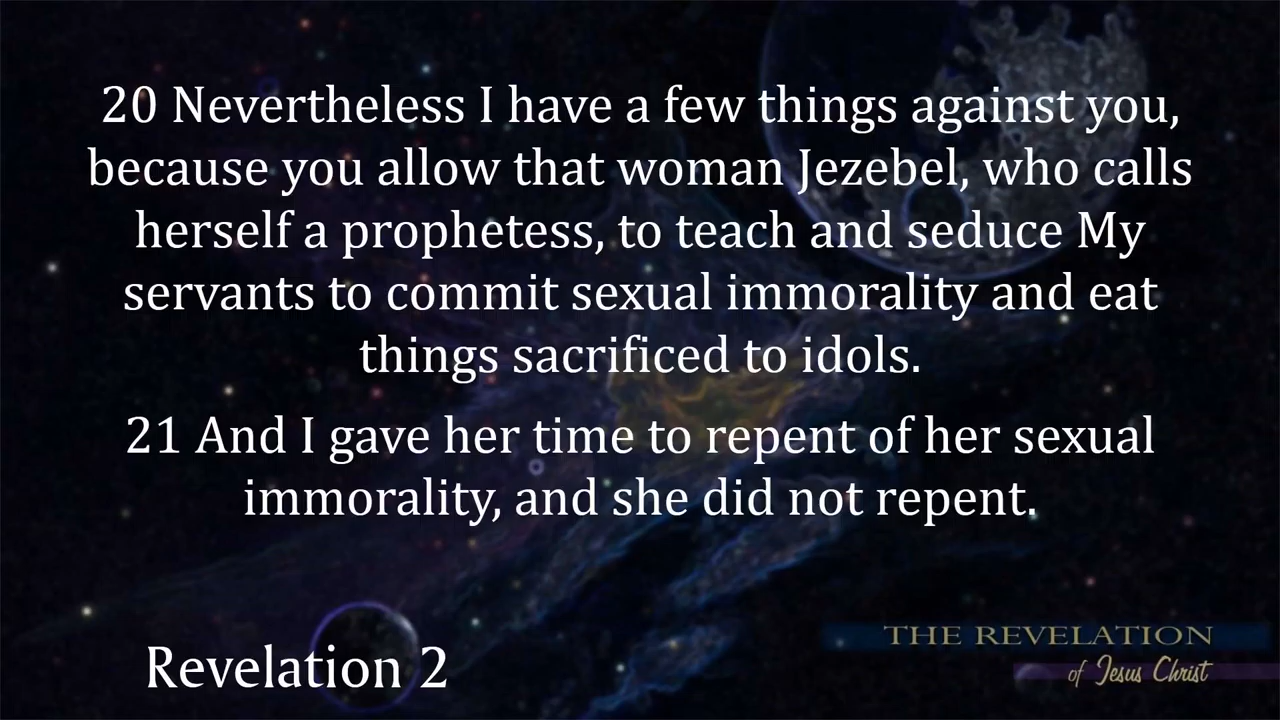 20 Nevertheless I have a few things against you,
because you allow that woman Jezebel, who calls
herself a prophetess, to teach and seduce My
servants to commit sexual immorality and eat
things sacrificed to idols.
21 And I gave her time to repent of her sexual
immorality, and she did not repent.
Revelation 2
THE REVELATION
of Jesus Christ